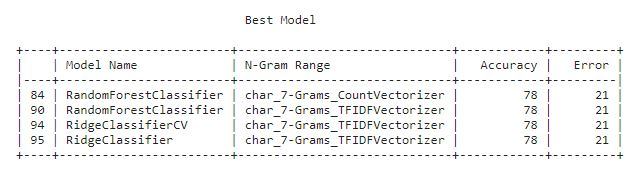 Best Model
+----+------------------------+-----------------------------+------------+---------+
|    | Model Name             | N-Gram Range                |   Accuracy |   Error |
|----+------------------------+-----------------------------+------------+---------|
| 84 | RandomForestClassifier | char_7-Grams_CountVectorizer |         78 |      21 |
| 90 | RandomForestClassifier | char_7-Grams_TFIDFVectorizer |         78 |      21 |
| 94 | RidgeClassifierCV      | char_7-Grams_TFIDFVectorizer |         78 |      21 |
| 95 | RidgeClassifier        | char_7-Grams_TFIDFVectorizer |         78 |      21 |
+----+------------------------+-----------------------------+------------+---------+